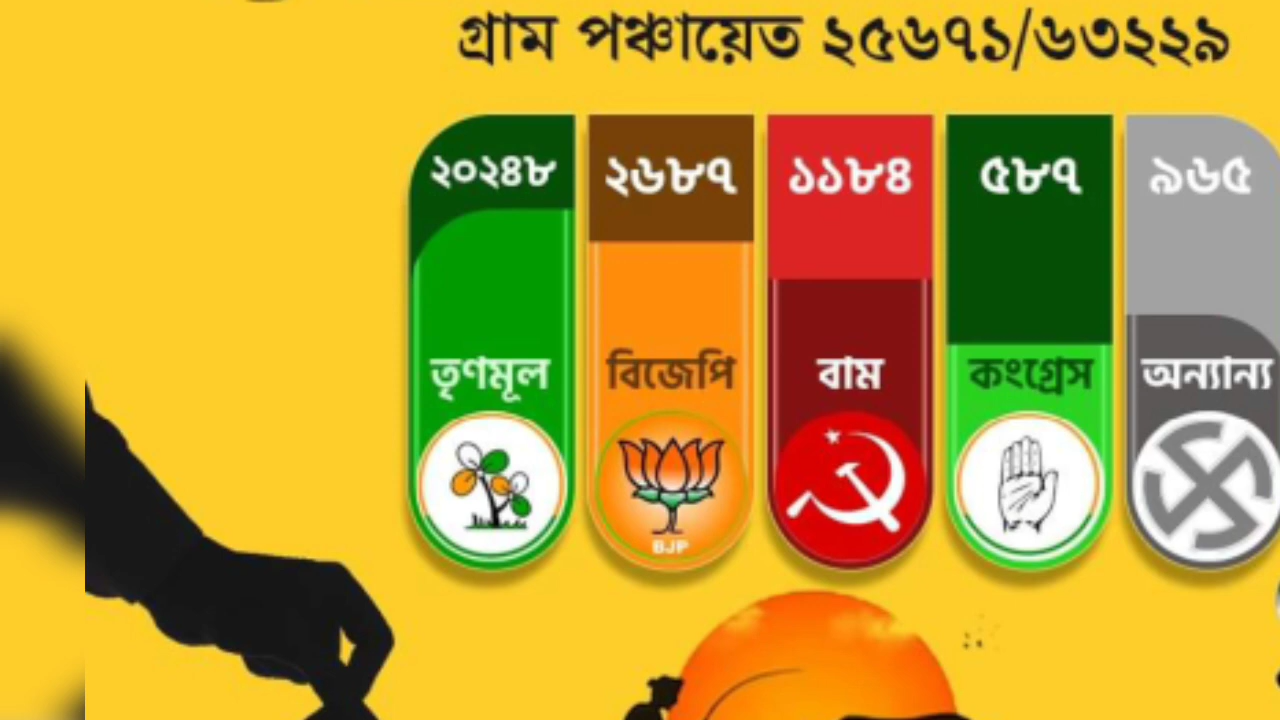 গ্রাম পঞ্চায়েত ২৫৬৭১/৬৩২২৯
২০২৪৮ ২৬৮৭ ১১৮৪ ৫৮৭ ৯৬৫
তৃণমূল বিজেপি বাম কংগ্রেস অন্যান্য
BJP